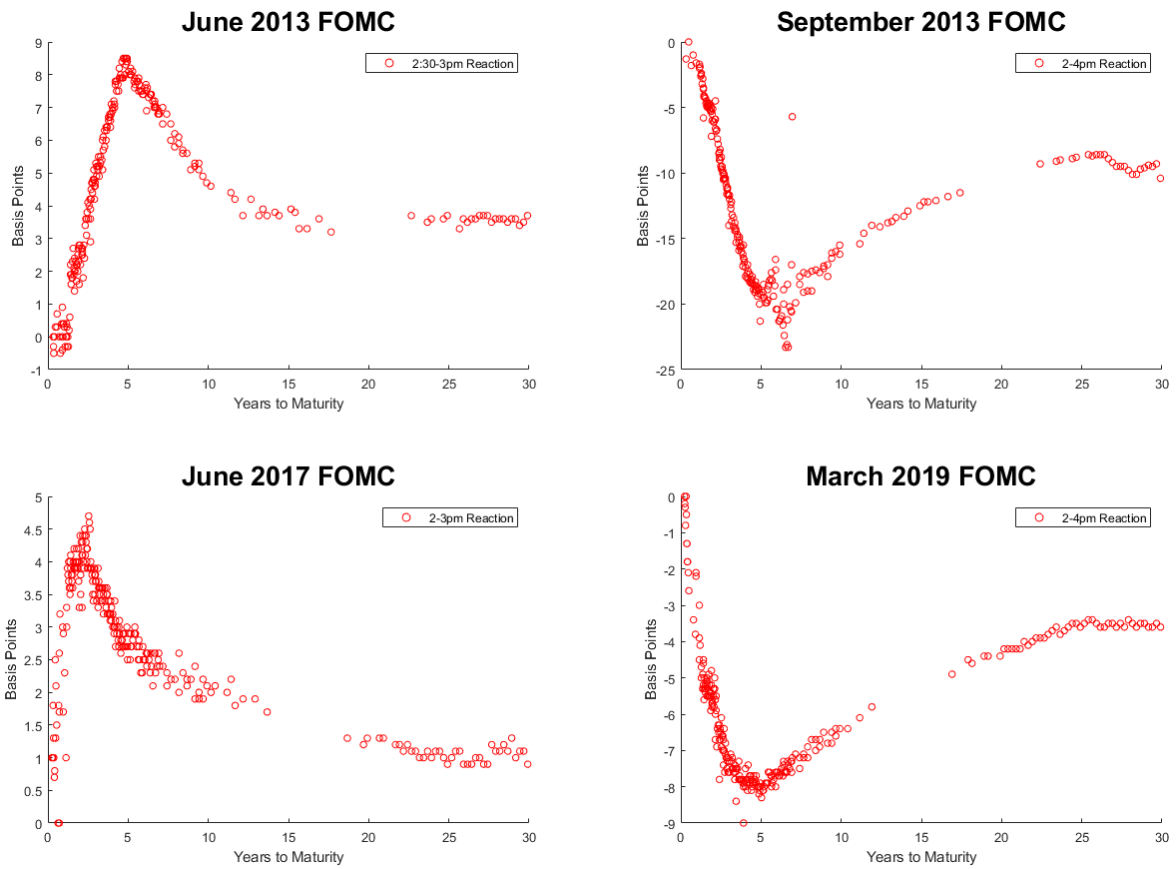 June 2013 FOMC
9
8
7
6
5
4
3
2
1
0
-1
Basis Points
2:30-3pm Reaction
0 5 10 15 20 25 30
Years to Maturity
September 2013 FOMC
0
-5
-10
-15
-20
-25
Basis Points
2-4pm Reaction
0 5 10 15 20 25 30
Years to Maturity
June 2017 FOMC
5
4.5
4
3.5
3
2.5
2
1.5
1
0.5
0
Basis Points
2-3pm Reaction
0 5 10 15 20 25 30
Years to Maturity
March 2019 FOMC
0
-1
-2
-3
-4
-5
-6
-7
-8
-9
Basis Points
2-4pm Reaction
0 5 10 15 20 25 30
Years to Maturity